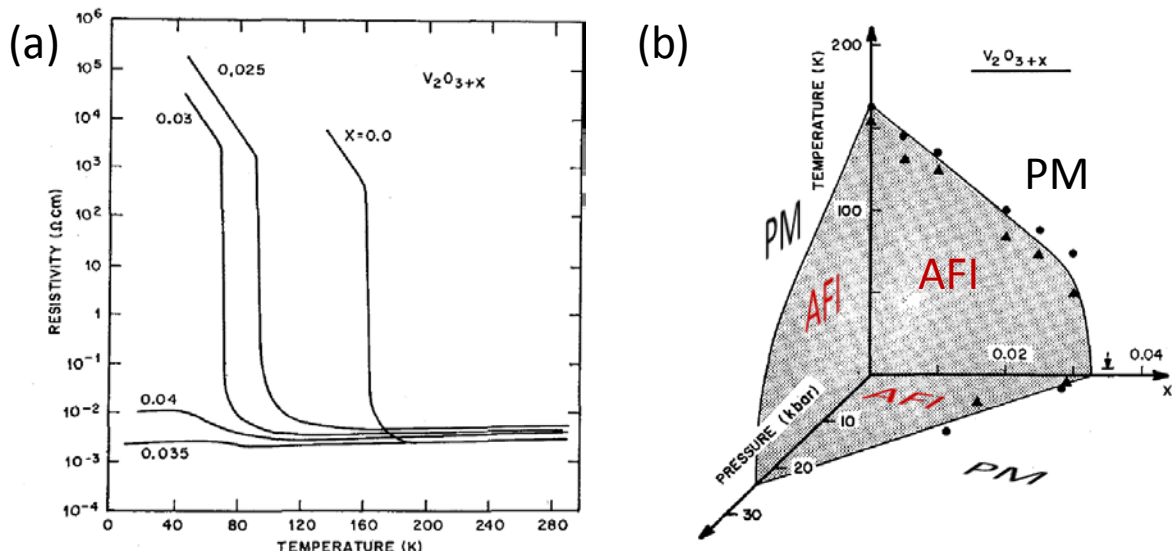 (a)
10^6
10^5
10^4
10^3
10^2
10
1
10^-1
10^-2
10^-3
10^-4
RESISTIVITY (Ωcm)
0,025
V2O3+X
0.03
X=0.0
0.04
0.035
0 40 80 120 160 200 240 280
TEMPERATURE (K)
(b)
200
V2O3+X
TEMPERATURE (K)
PM
PM
100
AFI
AFI
0.02
0.04
X
AFI
PRESSURE (kbar)
10
20
30
PM